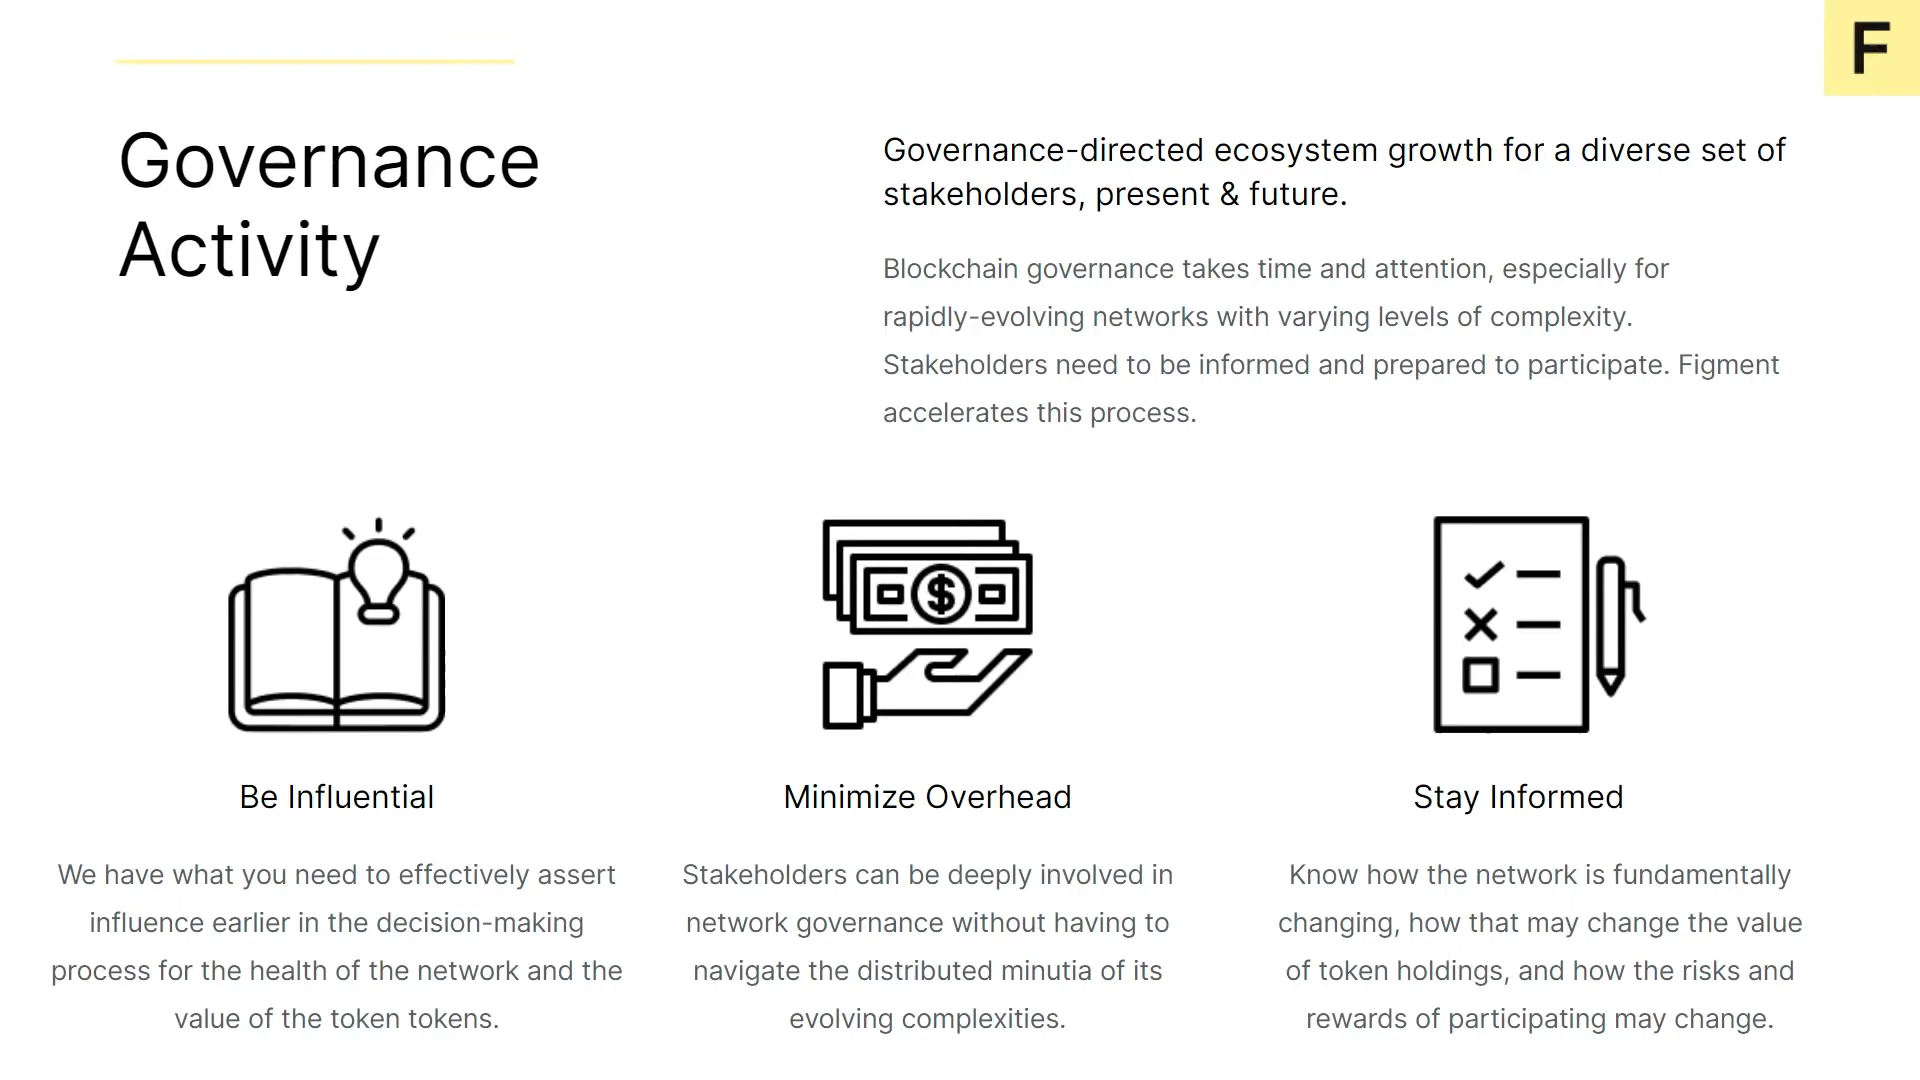 F
Governance
Activity
Governance-directed ecosystem growth for a diverse set of
stakeholders, present & future.
Blockchain governance takes time and attention, especially for
rapidly-evolving networks with varying levels of complexity.
Stakeholders need to be informed and prepared to participate. Figment
accelerates this process.
$
Be Influential
We have what you need to effectively assert
influence earlier in the decision-making
process for the health of the network and the
value of the token tokens.
Minimize Overhead
Stakeholders can be deeply involved in
network governance without having to
navigate the distributed minutia of its
evolving complexities.
Stay Informed
Know how the network is fundamentally
changing, how that may change the value
of token holdings, and how the risks and
rewards of participating may change.